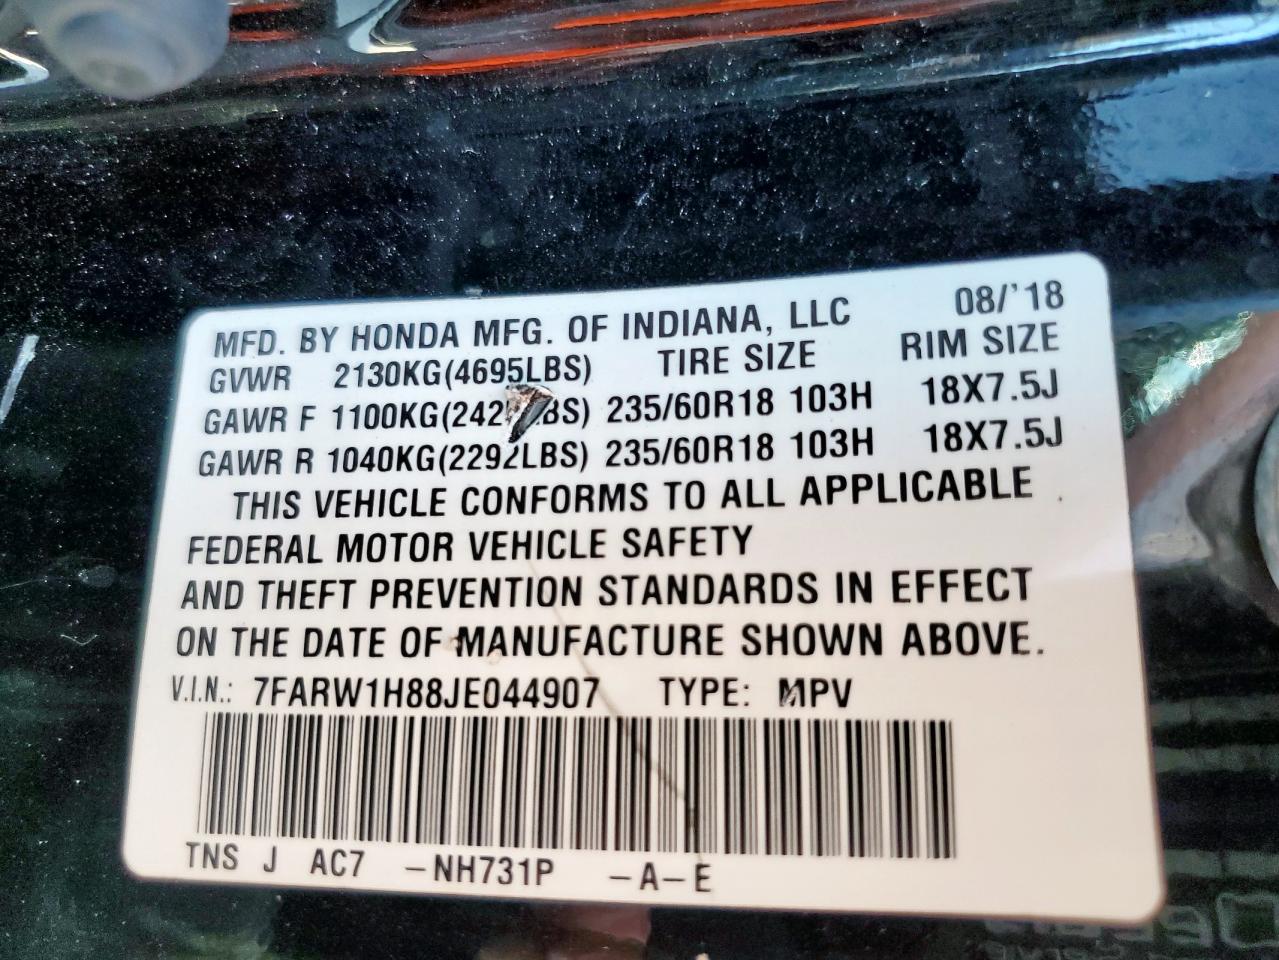 MFD. BY HONDA MFG. OF INDIANA, LLC 08/'18
GVWR 2130KG(4695LBS) TIRE SIZE RIM SIZE
GAWR F 1100KG 235/60R18 103H 18X7.5J
GAWR R 1040KG(2292LBS) 235/60R18 103H 18X7.5J
THIS VEHICLE CONFORMS TO ALL APPLICABLE
FEDERAL MOTOR VEHICLE SAFETY
AND THEFT PREVENTION STANDARDS IN EFFECT
ON THE DATE OF MANUFACTURE SHOWN ABOVE.
V.I.N.: 7FARW1H88JE044907 TYPE: MPV
TNS J AC7 -NH731P -A-E